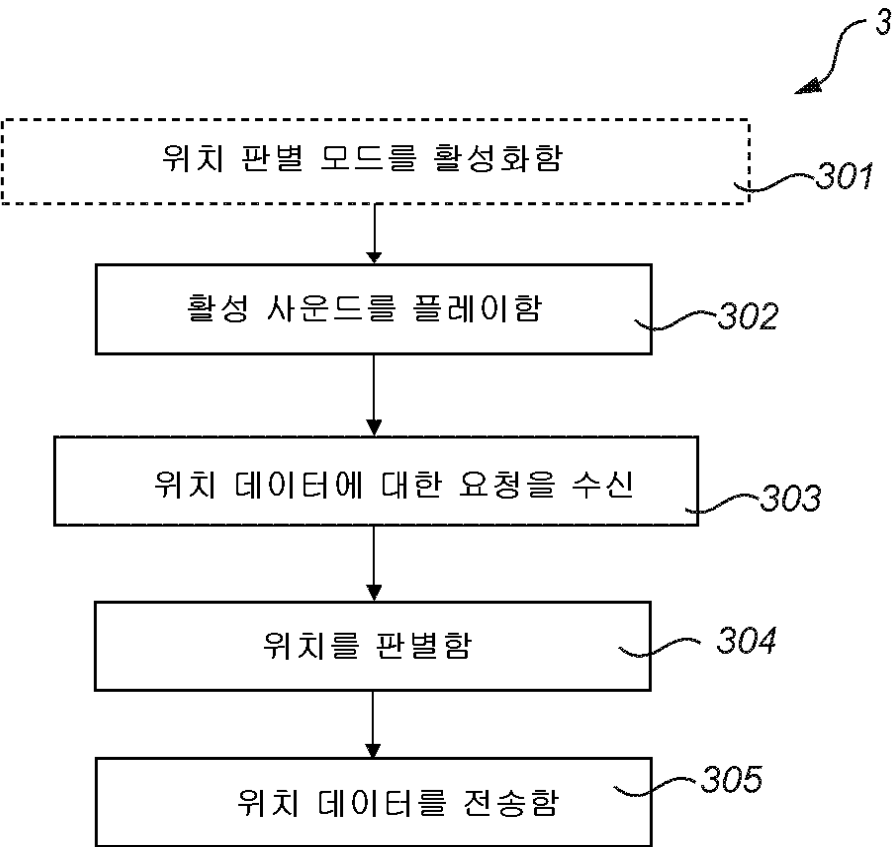 3
위치 판별 모드를 활성화함
301
활성 사운드를 플레이함
302
위치 데이터에 대한 요청을 수신
303
위치를 판별함
304
위치 데이터를 전송함
305